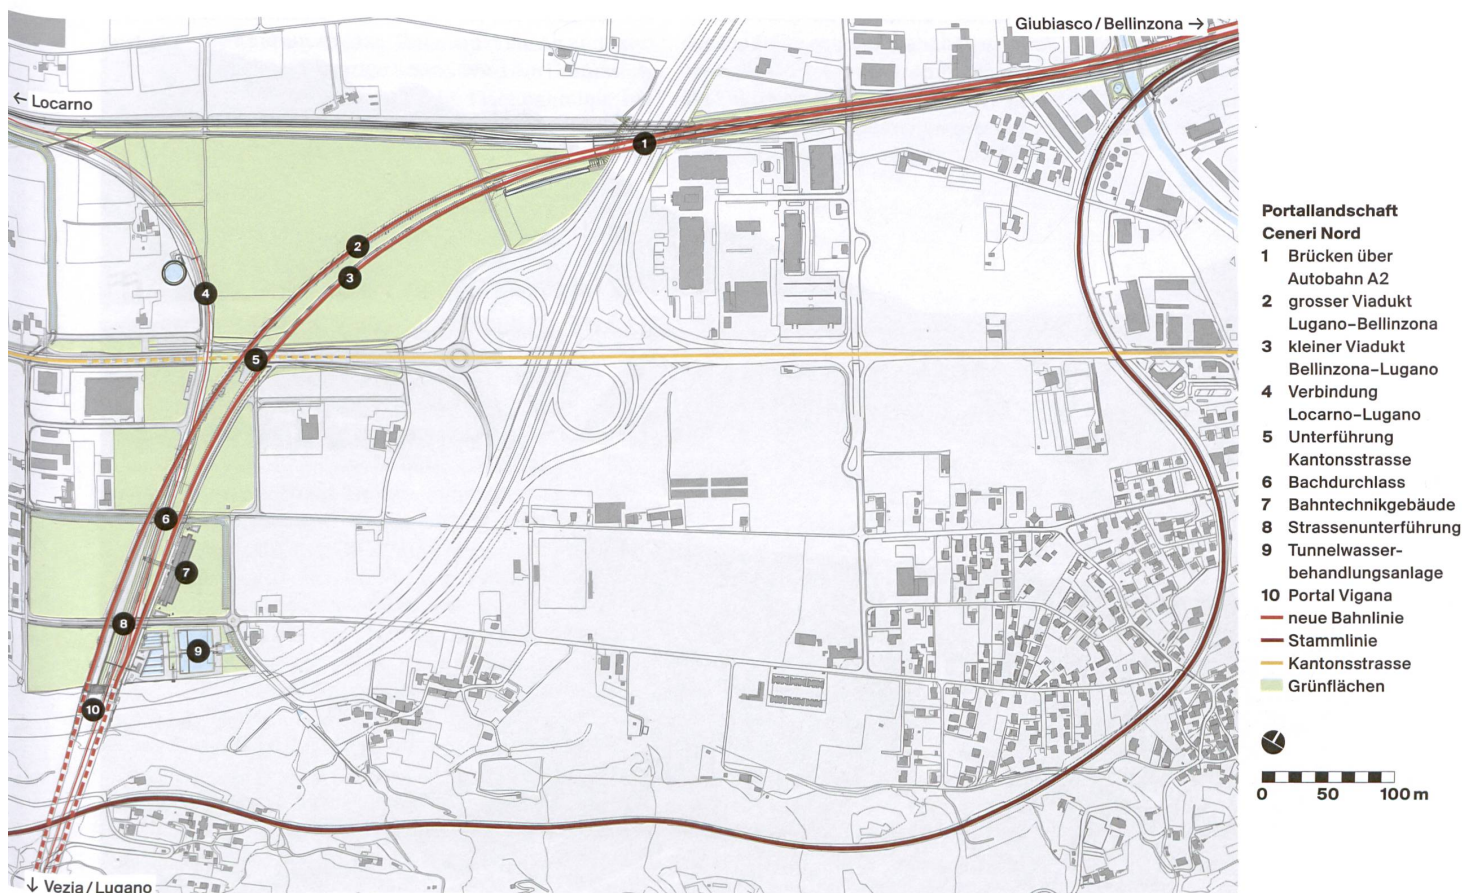 Giubiasco / Bellinzona →
← Locarno
1
2
3
4
5
6
7
8
9
10
↓ Vezia / Lugano
Portallandschaft
Ceneri Nord
1 Brücken über
Autobahn A2
2 grosser Viadukt
Lugano–Bellinzona
3 kleiner Viadukt
Bellinzona–Lugano
4 Verbindung
Locarno–Lugano
5 Unterführung
Kantonsstrasse
6 Bachdurchlass
7 Bahntechnikgebäude
8 Strassenunterführung
9 Tunnelwasser-
behandlungsanlage
10 Portal Vigana
neue Bahnlinie
Stammlinie
Kantonsstrasse
Grünflächen
0 50 100 m